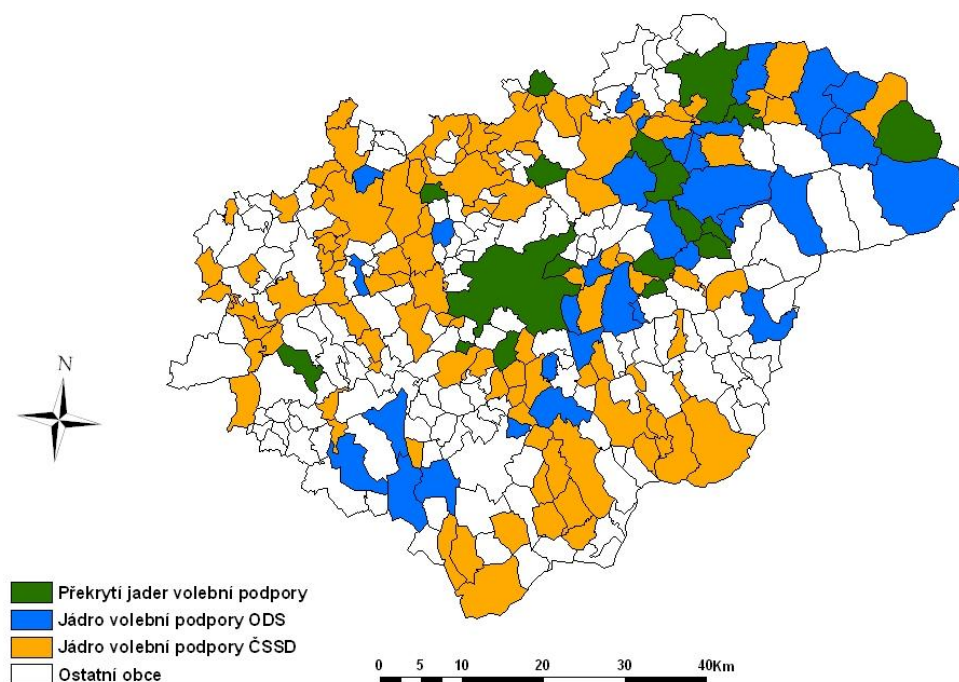 N
Překrytí jader volební podpory
Jádro volební podpory ODS
Jádro volební podpory ČSSD
Ostatní obce
0 5 10 20 30 40Km